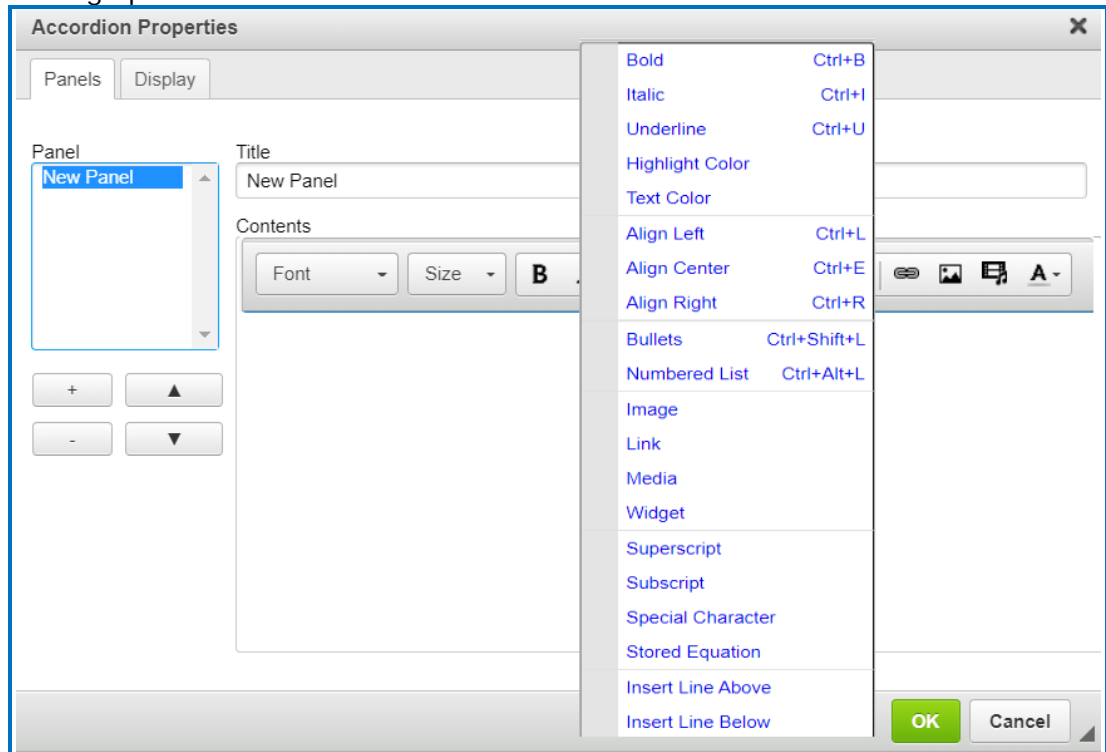 Accordion Properties
Panels Display
Panel
New Panel
Title
New Panel
Contents
Font Size B A
+ ▲
- ▼
Bold Ctrl+B
Italic Ctrl+I
Underline Ctrl+U
Highlight Color
Text Color
Align Left Ctrl+L
Align Center Ctrl+E
Align Right Ctrl+R
Bullets Ctrl+Shift+L
Numbered List Ctrl+Alt+L
Image
Link
Media
Widget
Superscript
Subscript
Special Character
Stored Equation
Insert Line Above
Insert Line Below
OK Cancel